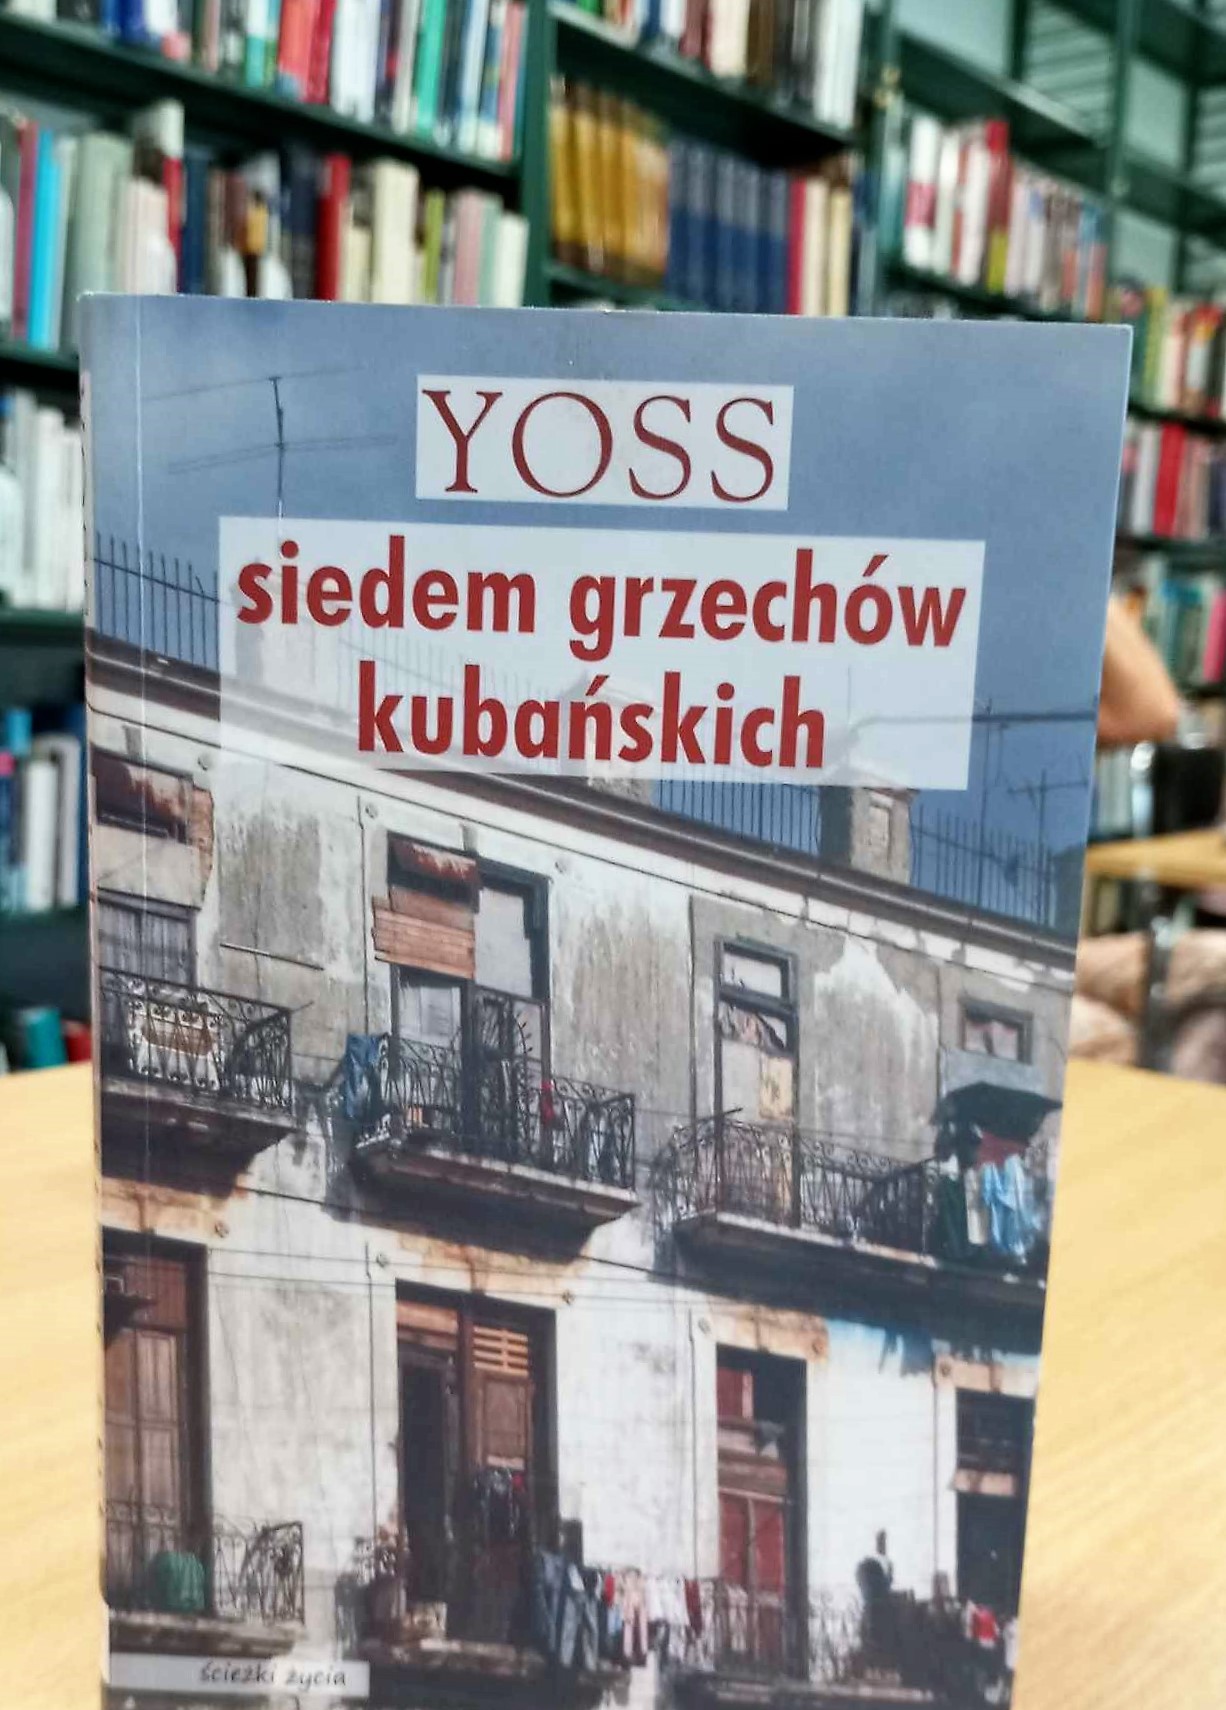 YOSS
siedem grzechów
kubańskich
ścieżki życia